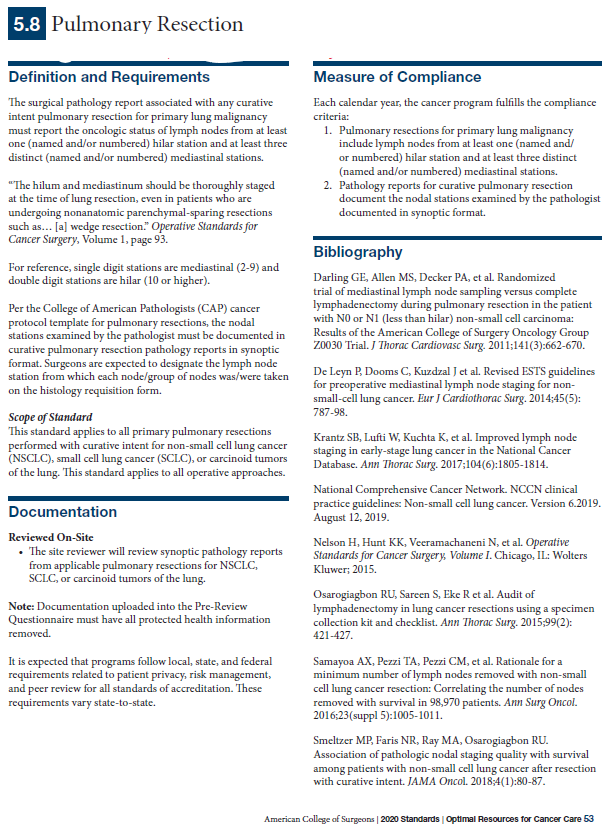 5.8 Pulmonary Resection
Definition and Requirements
The surgical pathology report associated with any curative
intent pulmonary resection for primary lung malignancy
must report the oncologic status of lymph nodes from at least
one (named and/or numbered) hilar station and at least three
distinct (named and/or numbered) mediastinal stations.
“The hilum and mediastinum should be thoroughly staged
at the time of lung resection, even in patients who are
undergoing nonanatomic parenchymal-sparing resections
such as… [a] wedge resection.” Operative Standards for
Cancer Surgery, Volume 1, page 93.
For reference, single digit stations are mediastinal (2-9) and
double digit stations are hilar (10 or higher).
Per the College of American Pathologists (CAP) cancer
protocol template for pulmonary resections, the nodal
stations examined by the pathologist must be documented in
curative pulmonary resection pathology reports in synoptic
format. Surgeons are expected to designate the lymph node
station from which each node/group of nodes was/were taken
on the histology requisition form.
Scope of Standard
This standard applies to all primary pulmonary resections
performed with curative intent for non-small cell lung cancer
(NSCLC), small cell lung cancer (SCLC), or carcinoid tumors
of the lung. This standard applies to all operative approaches.
Documentation
Reviewed On-Site
• The site reviewer will review synoptic pathology reports
from applicable pulmonary resections for NSCLC,
SCLC, or carcinoid tumors of the lung.
Note: Documentation uploaded into the Pre-Review
Questionnaire must have all protected health information
removed.
It is expected that programs follow local, state, and federal
requirements related to patient privacy, risk management,
and peer review for all standards of accreditation. These
requirements vary state-to-state.
Measure of Compliance
Each calendar year, the cancer program fulfills the compliance
criteria:
1. Pulmonary resections for primary lung malignancy
include lymph nodes from at least one (named and/
or numbered) hilar station and at least three distinct
(named and/or numbered) mediastinal stations.
2. Pathology reports for curative pulmonary resection
document the nodal stations examined by the pathologist
documented in synoptic format.
Bibliography
Darling GE, Allen MS, Decker PA, et al. Randomized
trial of mediastinal lymph node sampling versus complete
lymphadenectomy during pulmonary resection in the patient
with N0 or N1 (less than hilar) non-small cell carcinoma:
Results of the American College of Surgery Oncology Group
Z0030 Trial. J Thorac Cardiovasc Surg. 2011;141(3):662-670.
De Leyn P, Dooms C, Kuzdzal J et al. Revised ESTS guidelines
for preoperative mediastinal lymph node staging for non-
small-cell lung cancer. Eur J Cardiothorac Surg. 2014;45(5):
787-98.
Krantz SB, Lufti W, Kuchta K, et al. Improved lymph node
staging in early-stage lung cancer in the National Cancer
Database. Ann Thorac Surg. 2017;104(6):1805-1814.
National Comprehensive Cancer Network. NCCN clinical
practice guidelines: Non-small cell lung cancer. Version 6.2019.
August 12, 2019.
Nelson H, Hunt KK, Veeramachaneni N, et al. Operative
Standards for Cancer Surgery, Volume I. Chicago, IL: Wolters
Kluwer; 2015.
Osarogiagbon RU, Sareen S, Eke R et al. Audit of
lymphadenectomy in lung cancer resections using a specimen
collection kit and checklist. Ann Thorac Surg. 2015;99(2):
421-427.
Samayoa AX, Pezzi TA, Pezzi CM, et al. Rationale for a
minimum number of lymph nodes removed with non-small
cell lung cancer resection: Correlating the number of nodes
removed with survival in 98,970 patients. Ann Surg Oncol.
2016;23(suppl 5):1005-1011.
Smeltzer MP, Faris NR, Ray MA, Osarogiagbon RU.
Association of pathologic nodal staging quality with survival
among patients with non-small cell lung cancer after resection
with curative intent. JAMA Oncol. 2018;4(1):80-87.
American College of Surgeons | 2020 Standards | Optimal Resources for Cancer Care 53